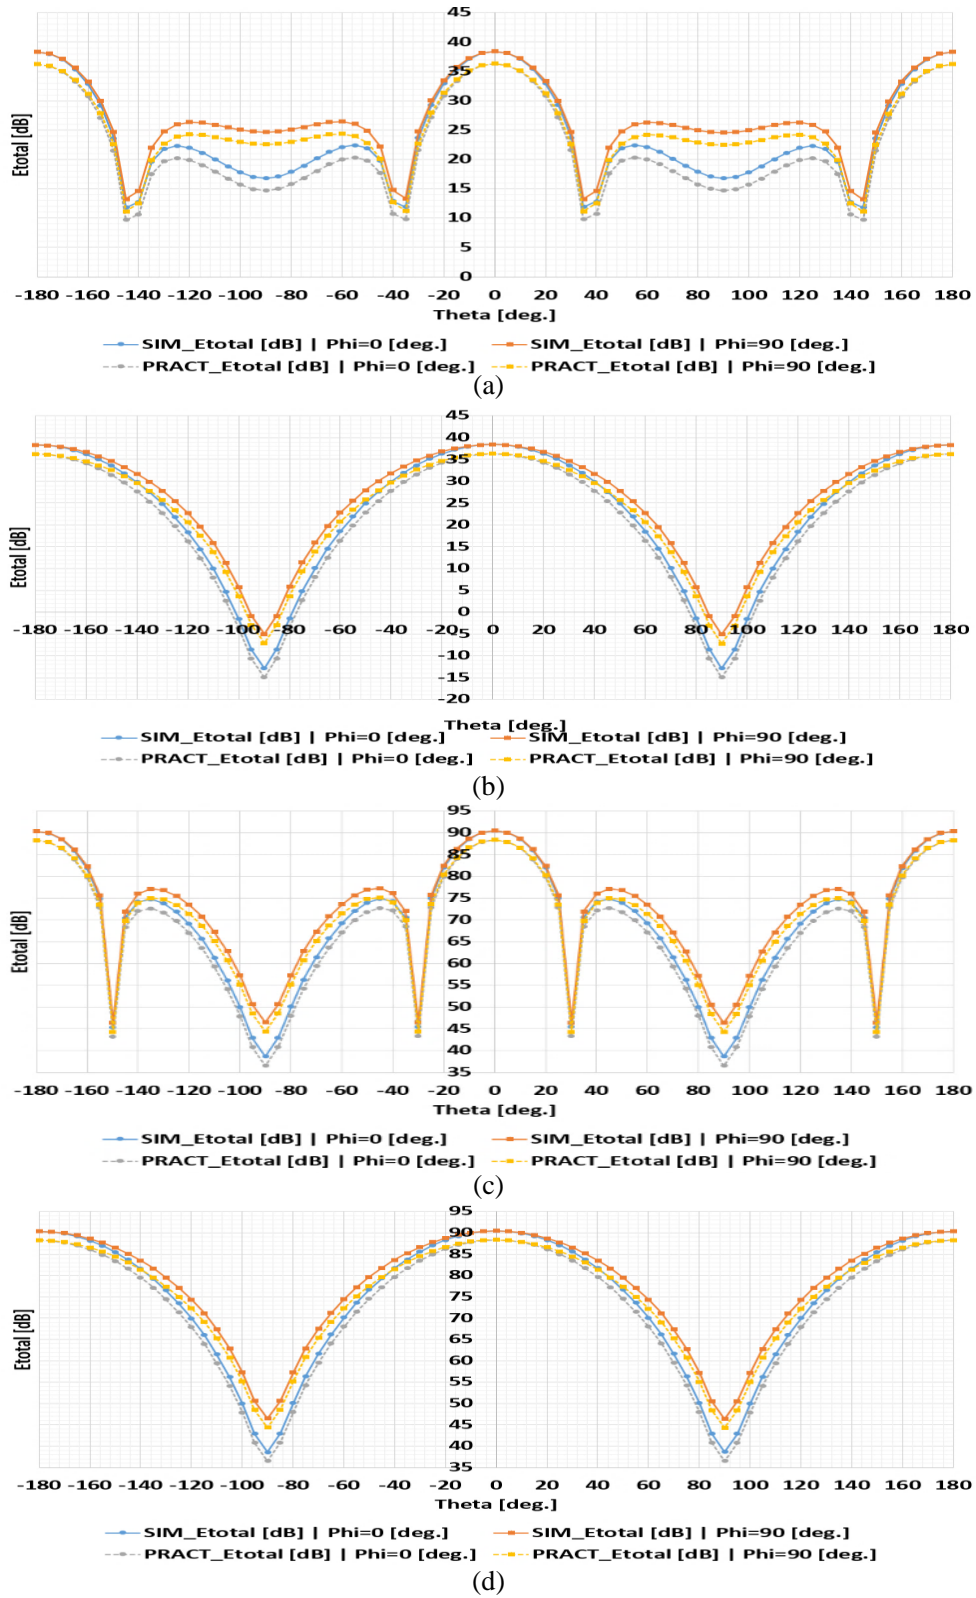 45
40
35
30
25
20
15
10
5
0
Etotal [dB]
-180 -160 -140 -120 -100 -80 -60 -40 -20 0 20 40 60 80 100 120 140 160 180
Theta [deg.]
SIM_Etotal [dB] | Phi=0 [deg.] SIM_Etotal [dB] | Phi=90 [deg.]
PRACT_Etotal [dB] | Phi=0 [deg.] PRACT_Etotal [dB] | Phi=90 [deg.]
(a)
45
40
35
30
25
20
15
10
5
0
-5
-10
-15
-20
Etotal [dB]
-180 -160 -140 -120 -100 -80 -60 -40 -20 0 20 40 60 80 100 120 140 160 180
Theta [deg.]
SIM_Etotal [dB] | Phi=0 [deg.] SIM_Etotal [dB] | Phi=90 [deg.]
PRACT_Etotal [dB] | Phi=0 [deg.] PRACT_Etotal [dB] | Phi=90 [deg.]
(b)
95
90
85
80
75
70
65
60
55
50
45
40
35
Etotal [dB]
-180 -160 -140 -120 -100 -80 -60 -40 -20 0 20 40 60 80 100 120 140 160 180
Theta [deg.]
SIM_Etotal [dB] | Phi=0 [deg.] SIM_Etotal [dB] | Phi=90 [deg.]
PRACT_Etotal [dB] | Phi=0 [deg.] PRACT_Etotal [dB] | Phi=90 [deg.]
(c)
95
90
85
80
75
70
65
60
55
50
45
40
35
Etotal [dB]
-180 -160 -140 -120 -100 -80 -60 -40 -20 0 20 40 60 80 100 120 140 160 180
Theta [deg.]
SIM_Etotal [dB] | Phi=0 [deg.] SIM_Etotal [dB] | Phi=90 [deg.]
PRACT_Etotal [dB] | Phi=0 [deg.] PRACT_Etotal [dB] | Phi=90 [deg.]
(d)